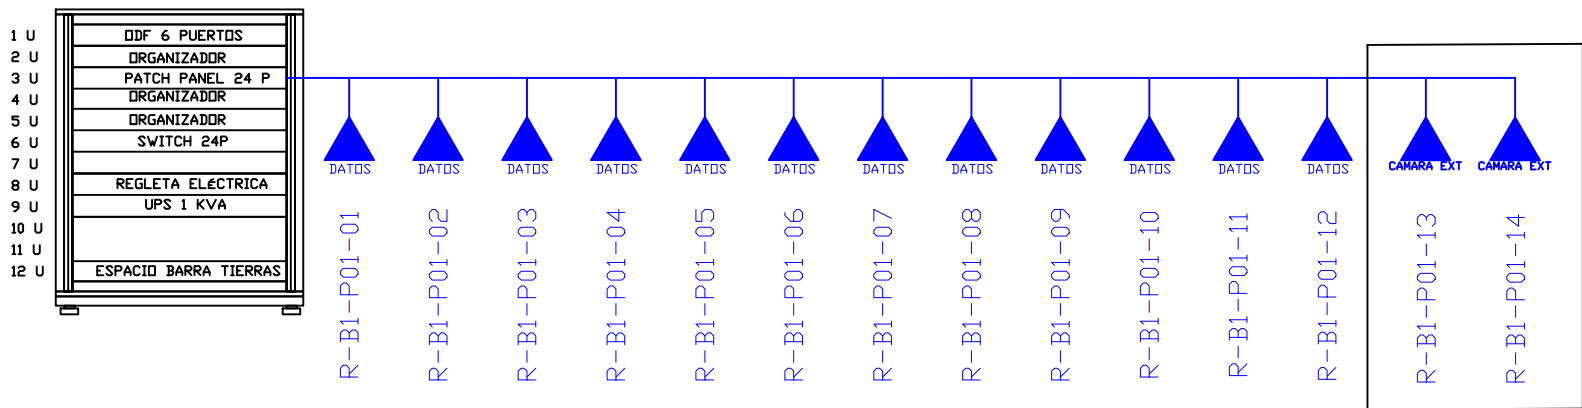 1 U ODF 6 PUERTOS
2 U ORGANIZADOR
3 U PATCH PANEL 24 P
4 U ORGANIZADOR
5 U ORGANIZADOR
6 U SWITCH 24P
7 U
8 U REGLETA ELéCTRICA
9 U UPS 1 KVA
10 U
11 U
12 U ESPACIO BARRA TIERRAS
DATOS DATOS DATOS DATOS DATOS DATOS DATOS DATOS DATOS DATOS DATOS DATOS CAMARA EXT CAMARA EXT
R-B1-P01-01
R-B1-P01-02
R-B1-P01-03
R-B1-P01-04
R-B1-P01-05
R-B1-P01-06
R-B1-P01-07
R-B1-P01-08
R-B1-P01-09
R-B1-P01-10
R-B1-P01-11
R-B1-P01-12
R-B1-P01-13
R-B1-P01-14